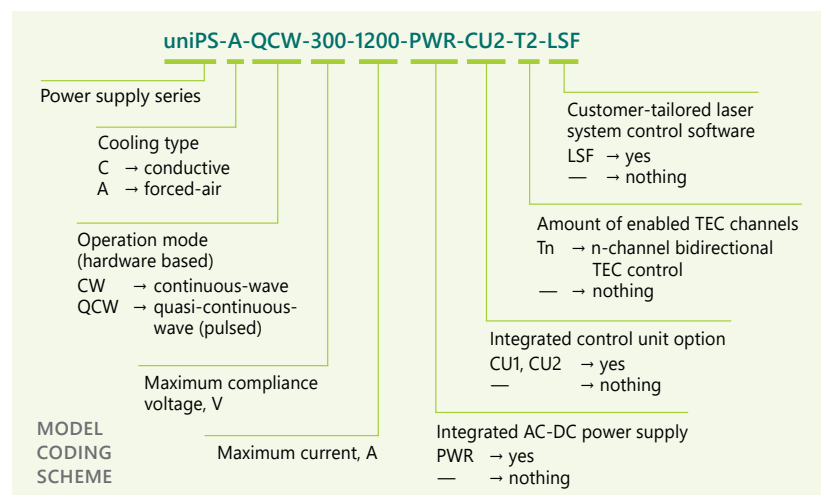 uniPS-A-QCW-300-1200-PWR-CU2-T2-LSF
Power supply series
Cooling type
C → conductive
A → forced-air
Operation mode
(hardware based)
CW → continuous-wave
QCW → quasi-continuous-
wave (pulsed)
Maximum compliance
voltage, V
Maximum current, A
Customer-tailored laser
system control software
LSF → yes
— → nothing
Amount of enabled TEC channels
Tn → n-channel bidirectional
TEC control
— → nothing
Integrated control unit option
CU1, CU2 → yes
— → nothing
Integrated AC-DC power supply
PWR → yes
— → nothing
MODEL
CODING
SCHEME